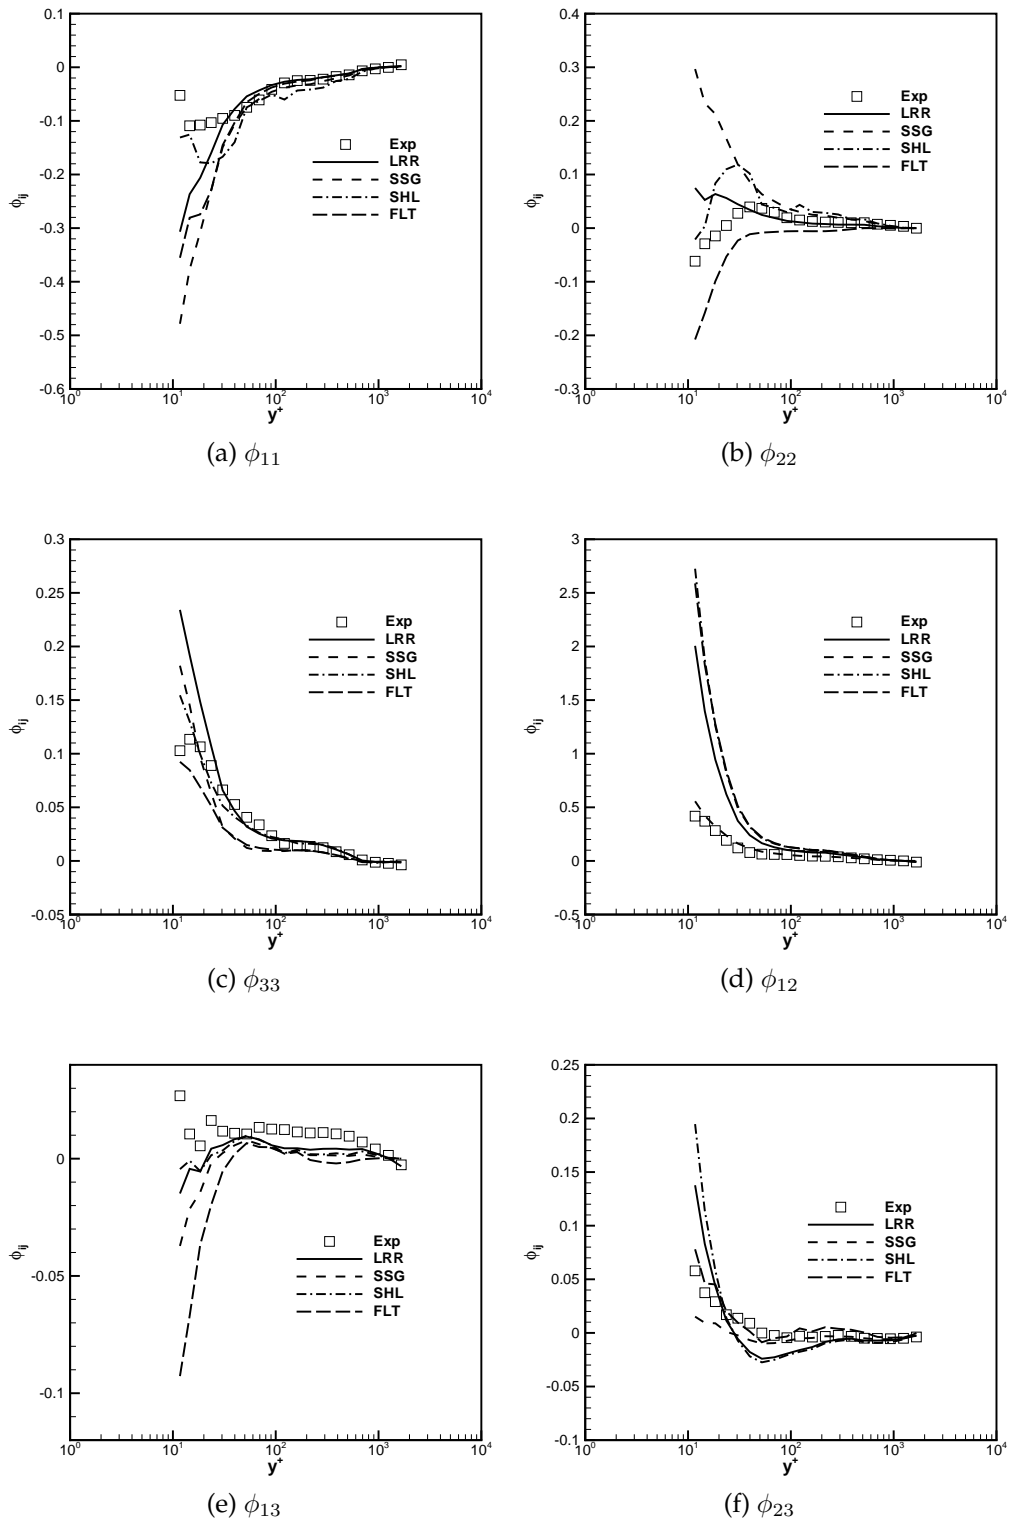 0.1
0
-0.1
-0.2
-0.3
-0.4
-0.5
-0.6
ϕij
Exp
LRR
SSG
SHL
FLT
10^0 10^1 10^2 10^3 10^4
y+
(a) ϕ11
0.4
0.3
0.2
0.1
0
-0.1
-0.2
-0.3
ϕij
Exp
LRR
SSG
SHL
FLT
10^0 10^1 10^2 10^3 10^4
y+
(b) ϕ22
0.3
0.25
0.2
0.15
0.1
0.05
0
-0.05
ϕij
Exp
LRR
SSG
SHL
FLT
10^0 10^1 10^2 10^3 10^4
y+
(c) ϕ33
3
2.5
2
1.5
1
0.5
0
-0.5
ϕij
Exp
LRR
SSG
SHL
FLT
10^0 10^1 10^2 10^3 10^4
y+
(d) ϕ12
0
-0.05
-0.1
ϕij
Exp
LRR
SSG
SHL
FLT
10^0 10^1 10^2 10^3 10^4
y+
(e) ϕ13
0.25
0.2
0.15
0.1
0.05
0
-0.05
-0.1
ϕij
Exp
LRR
SSG
SHL
FLT
10^0 10^1 10^2 10^3 10^4
y+
(f) ϕ23